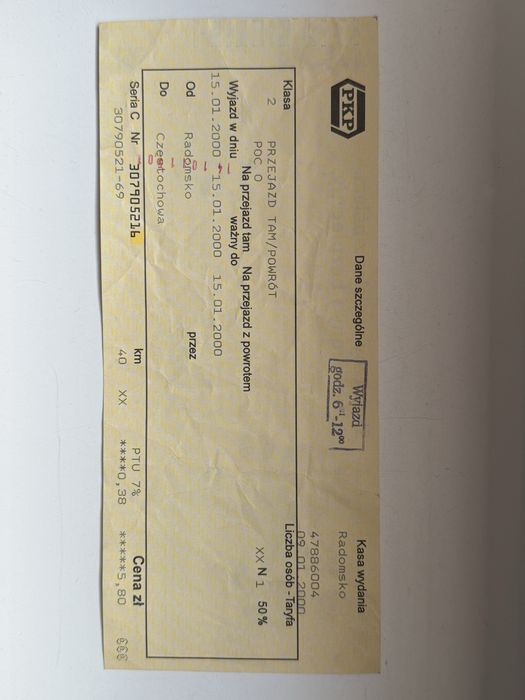 PKP
Dane szczególne
Kasa wydania
Radomsko
Wyjazd
godz. 6⁰¹-12⁰⁰
47886004
09.01.2000
Klasa
Liczba osób - Taryfa
2 PRZEJAZD TAM/POWRÓT
XX N 1 50%
POC O
Na przejazd tam Na przejazd z powrotem
Wyjazd w dniu ważny do
15.01.2000 15.01.2000 15.01.2000
Od Radomsko przez
Do Częstochowa
Seria C Nr 307905216 km PTU 7% Cena zł
30790521-69 40 XX ****0,38 *****5,80